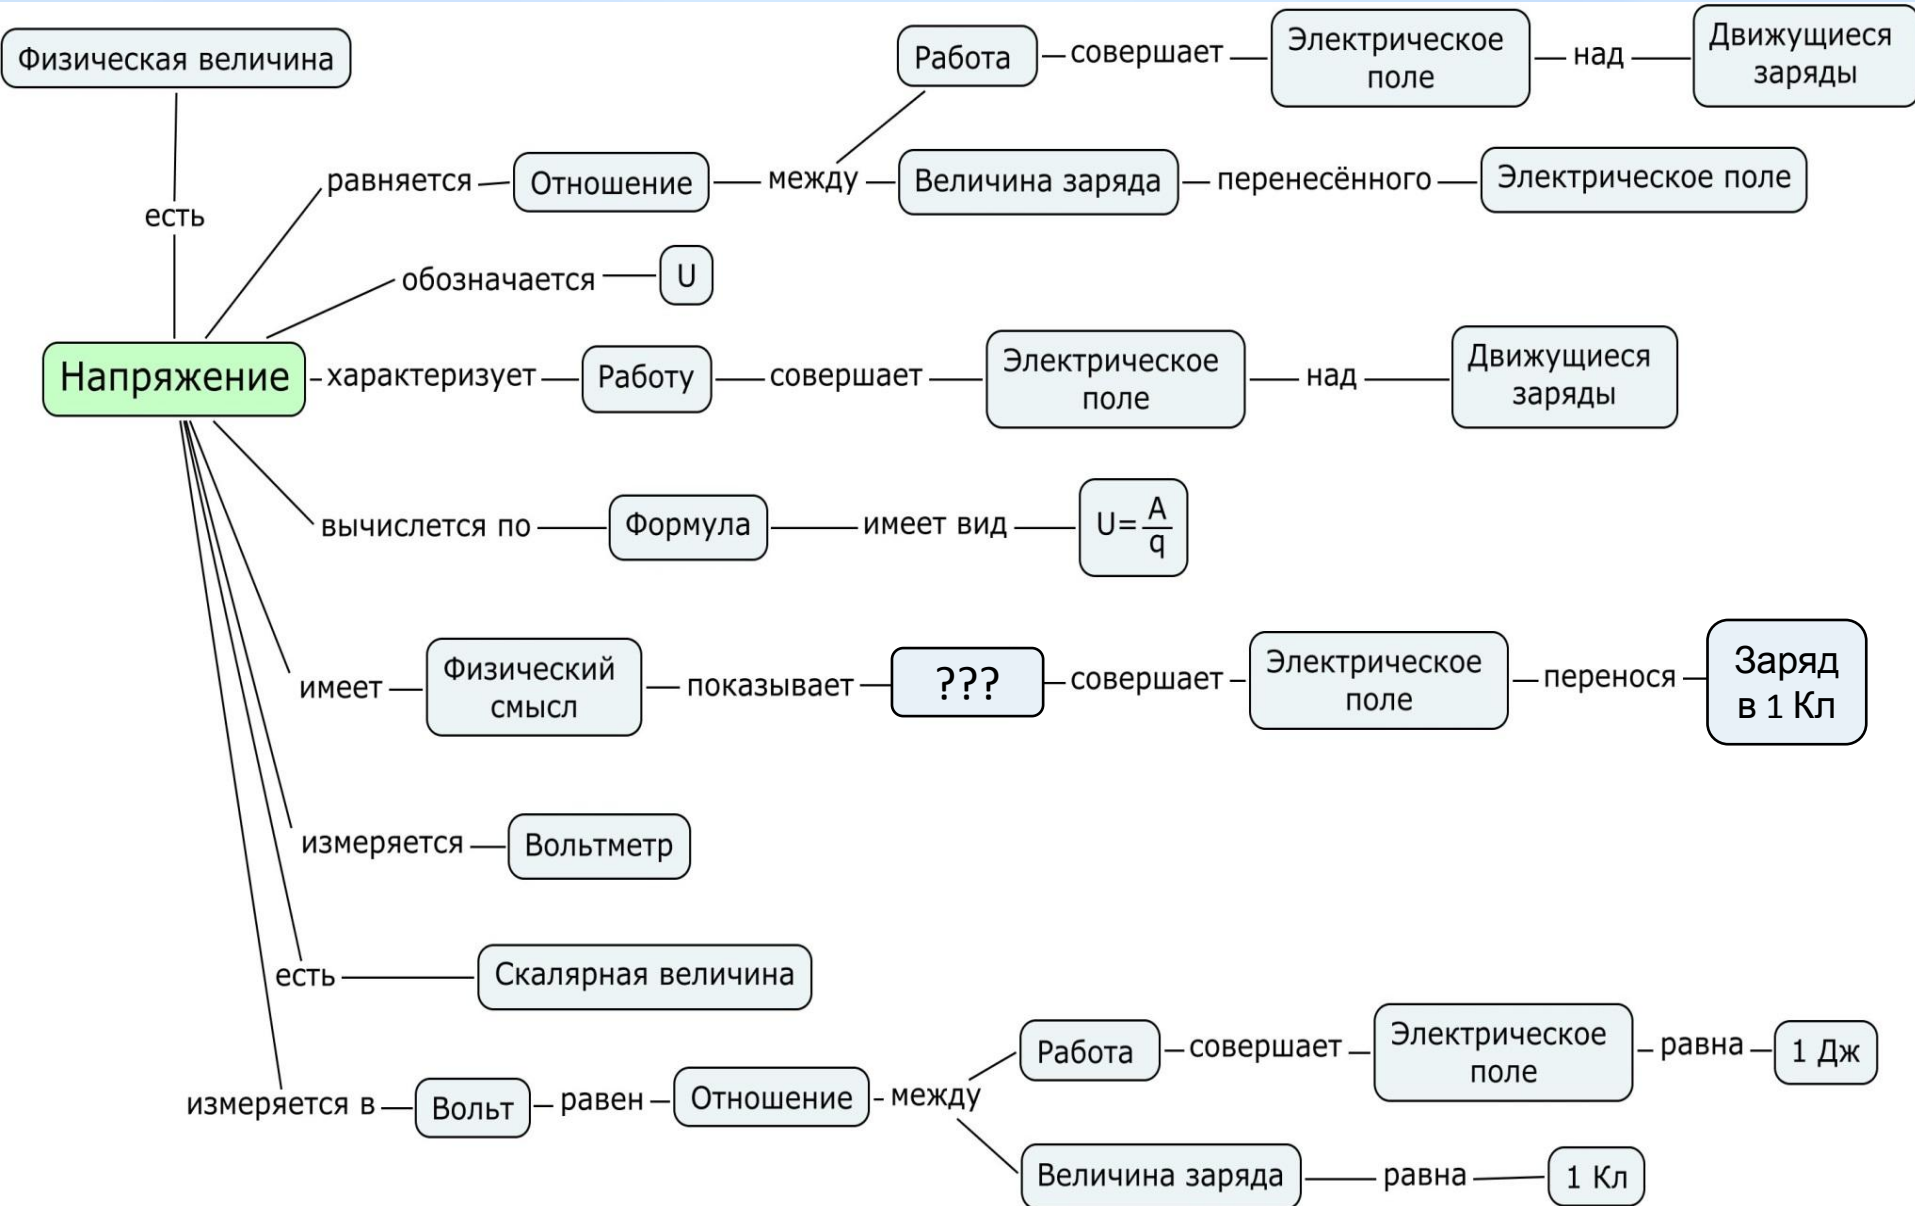 Физическая величина
есть
Напряжение
равняется
Отношение
между
Работа
совершает
Электрическое
поле
над
Движущиеся
заряды
Величина заряда
перенесённого
Электрическое поле
обозначается
U
характеризует
Работу
совершает
Электрическое
поле
над
Движущиеся
заряды
вычислется по
Формула
имеет вид
U=A/q
имеет
Физический
смысл
показывает
???
совершает
Электрическое
поле
перенося
Заряд
в 1 Кл
измеряется
Вольтметр
есть
Скалярная величина
измеряется в
Вольт
равен
Отношение
между
Работа
совершает
Электрическое
поле
равна
1 Дж
Величина заряда
равна
1 Кл